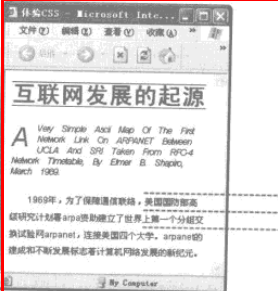 体验CSS - Microsoft Inte...
文件(F) 编辑(E) 查看(V) 收藏(A) »
后退
互联网发展的起源
A Very Simple Ascii Map Of The First
Network Link On ARPANET Between
UCLA And SRI Taken From RFC-4
Network Timetable, By Elmer B. Shapiro,
March 1969.
1969年，为了保障通信联络，美国国防部高
级研究计划署arpa资助建立了世界上第一个分组交
换试验网arpanet，连接美国四个大学。arpanet的
建成和不断发展标志着计算机网络发展的新纪元。
My Computer